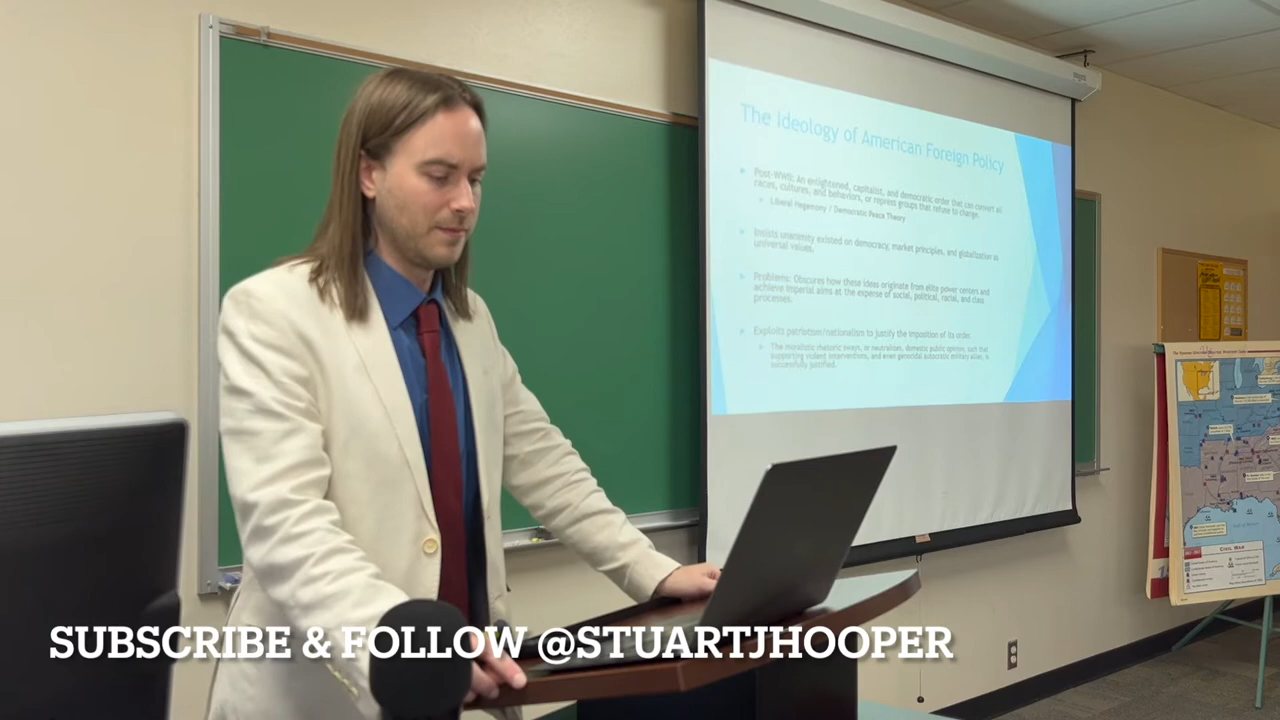 The Ideology of American Foreign Policy
Post-WWII: An enlightened, capitalist, and democratic order that can convert all
races, cultures, and behaviors, or repress groups that refuse to change.
Liberal Hegemony / Democratic Peace Theory
Insists unanimity existed on democracy, market principles, and globalization as
universal values.
Problems: Obscures how these ideas originate from elite power centers and
achieve imperial aims at the expense of social, political, racial, and class
processes.
Exploits patriotism/nationalism to justify the imposition of its order.
The moralistic rhetoric sways, or neutralizes, domestic public opinion, such that
supporting violent interventions, and even genocidal autocratic military allies, is
successfully justified.
CIVIL WAR
SUBSCRIBE & FOLLOW @STUARTJHOOPER